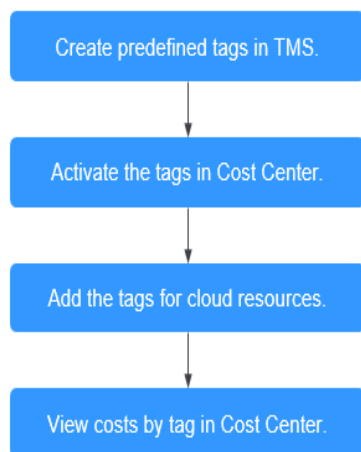 Create predefined tags in TMS.
Activate the tags in Cost Center.
Add the tags for cloud resources.
View costs by tag in Cost Center.